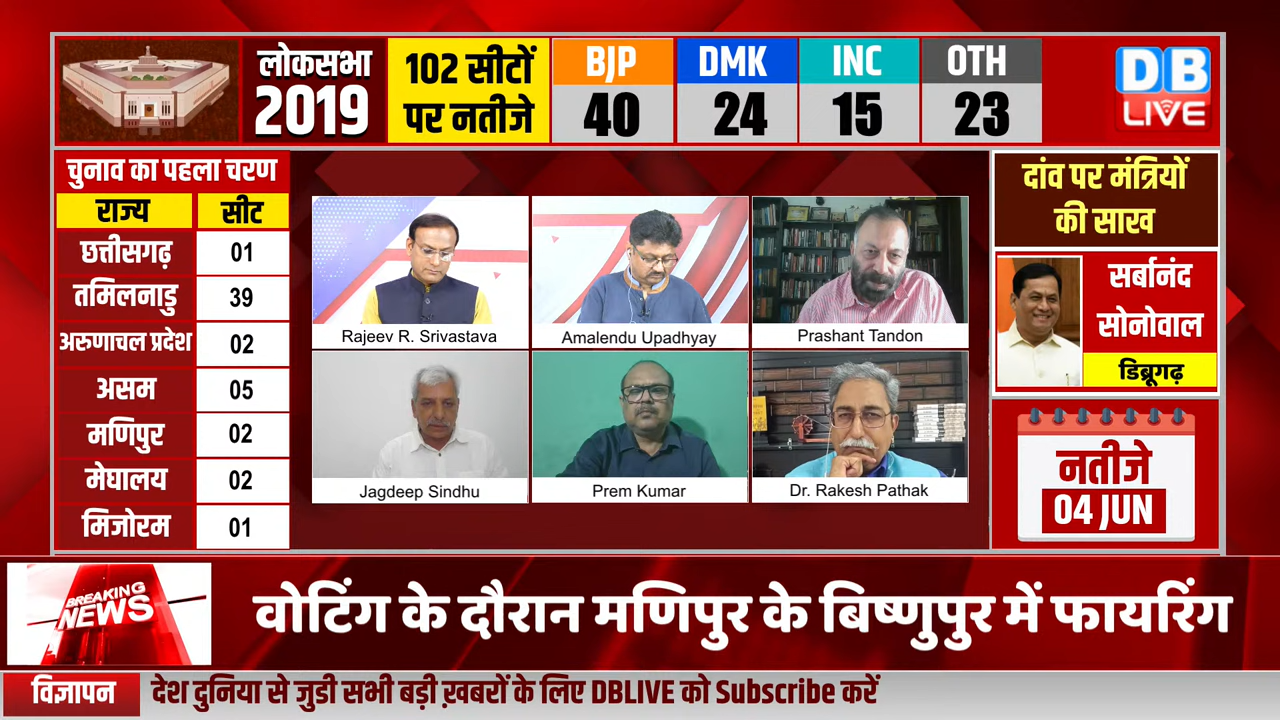 लोकसभा
2019
102 सीटों
पर नतीजे
BJP
40
DMK
24
INC
15
OTH
23
DB
LIVE
चुनाव का पहला चरण
राज्य सीट
छत्तीसगढ़ 01
तमिलनाडु 39
अरुणाचल प्रदेश 02
असम 05
मणिपुर 02
मेघालय 02
मिजोरम 01
Rajeev R. Srivastava
Amalendu Upadhyay
Prashant Tandon
Jagdeep Sindhu
Prem Kumar
Dr. Rakesh Pathak
दांव पर मंत्रियों
की साख
सर्बानंद
सोनोवाल
डिब्रूगढ़
नतीजे
04 JUN
BREAKING
NEWS
वोटिंग के दौरान मणिपुर के बिष्णुपुर में फायरिंग
विज्ञापन
देश दुनिया से जुडी सभी बड़ी ख़बरों के लिए DBLIVE को Subscribe करें